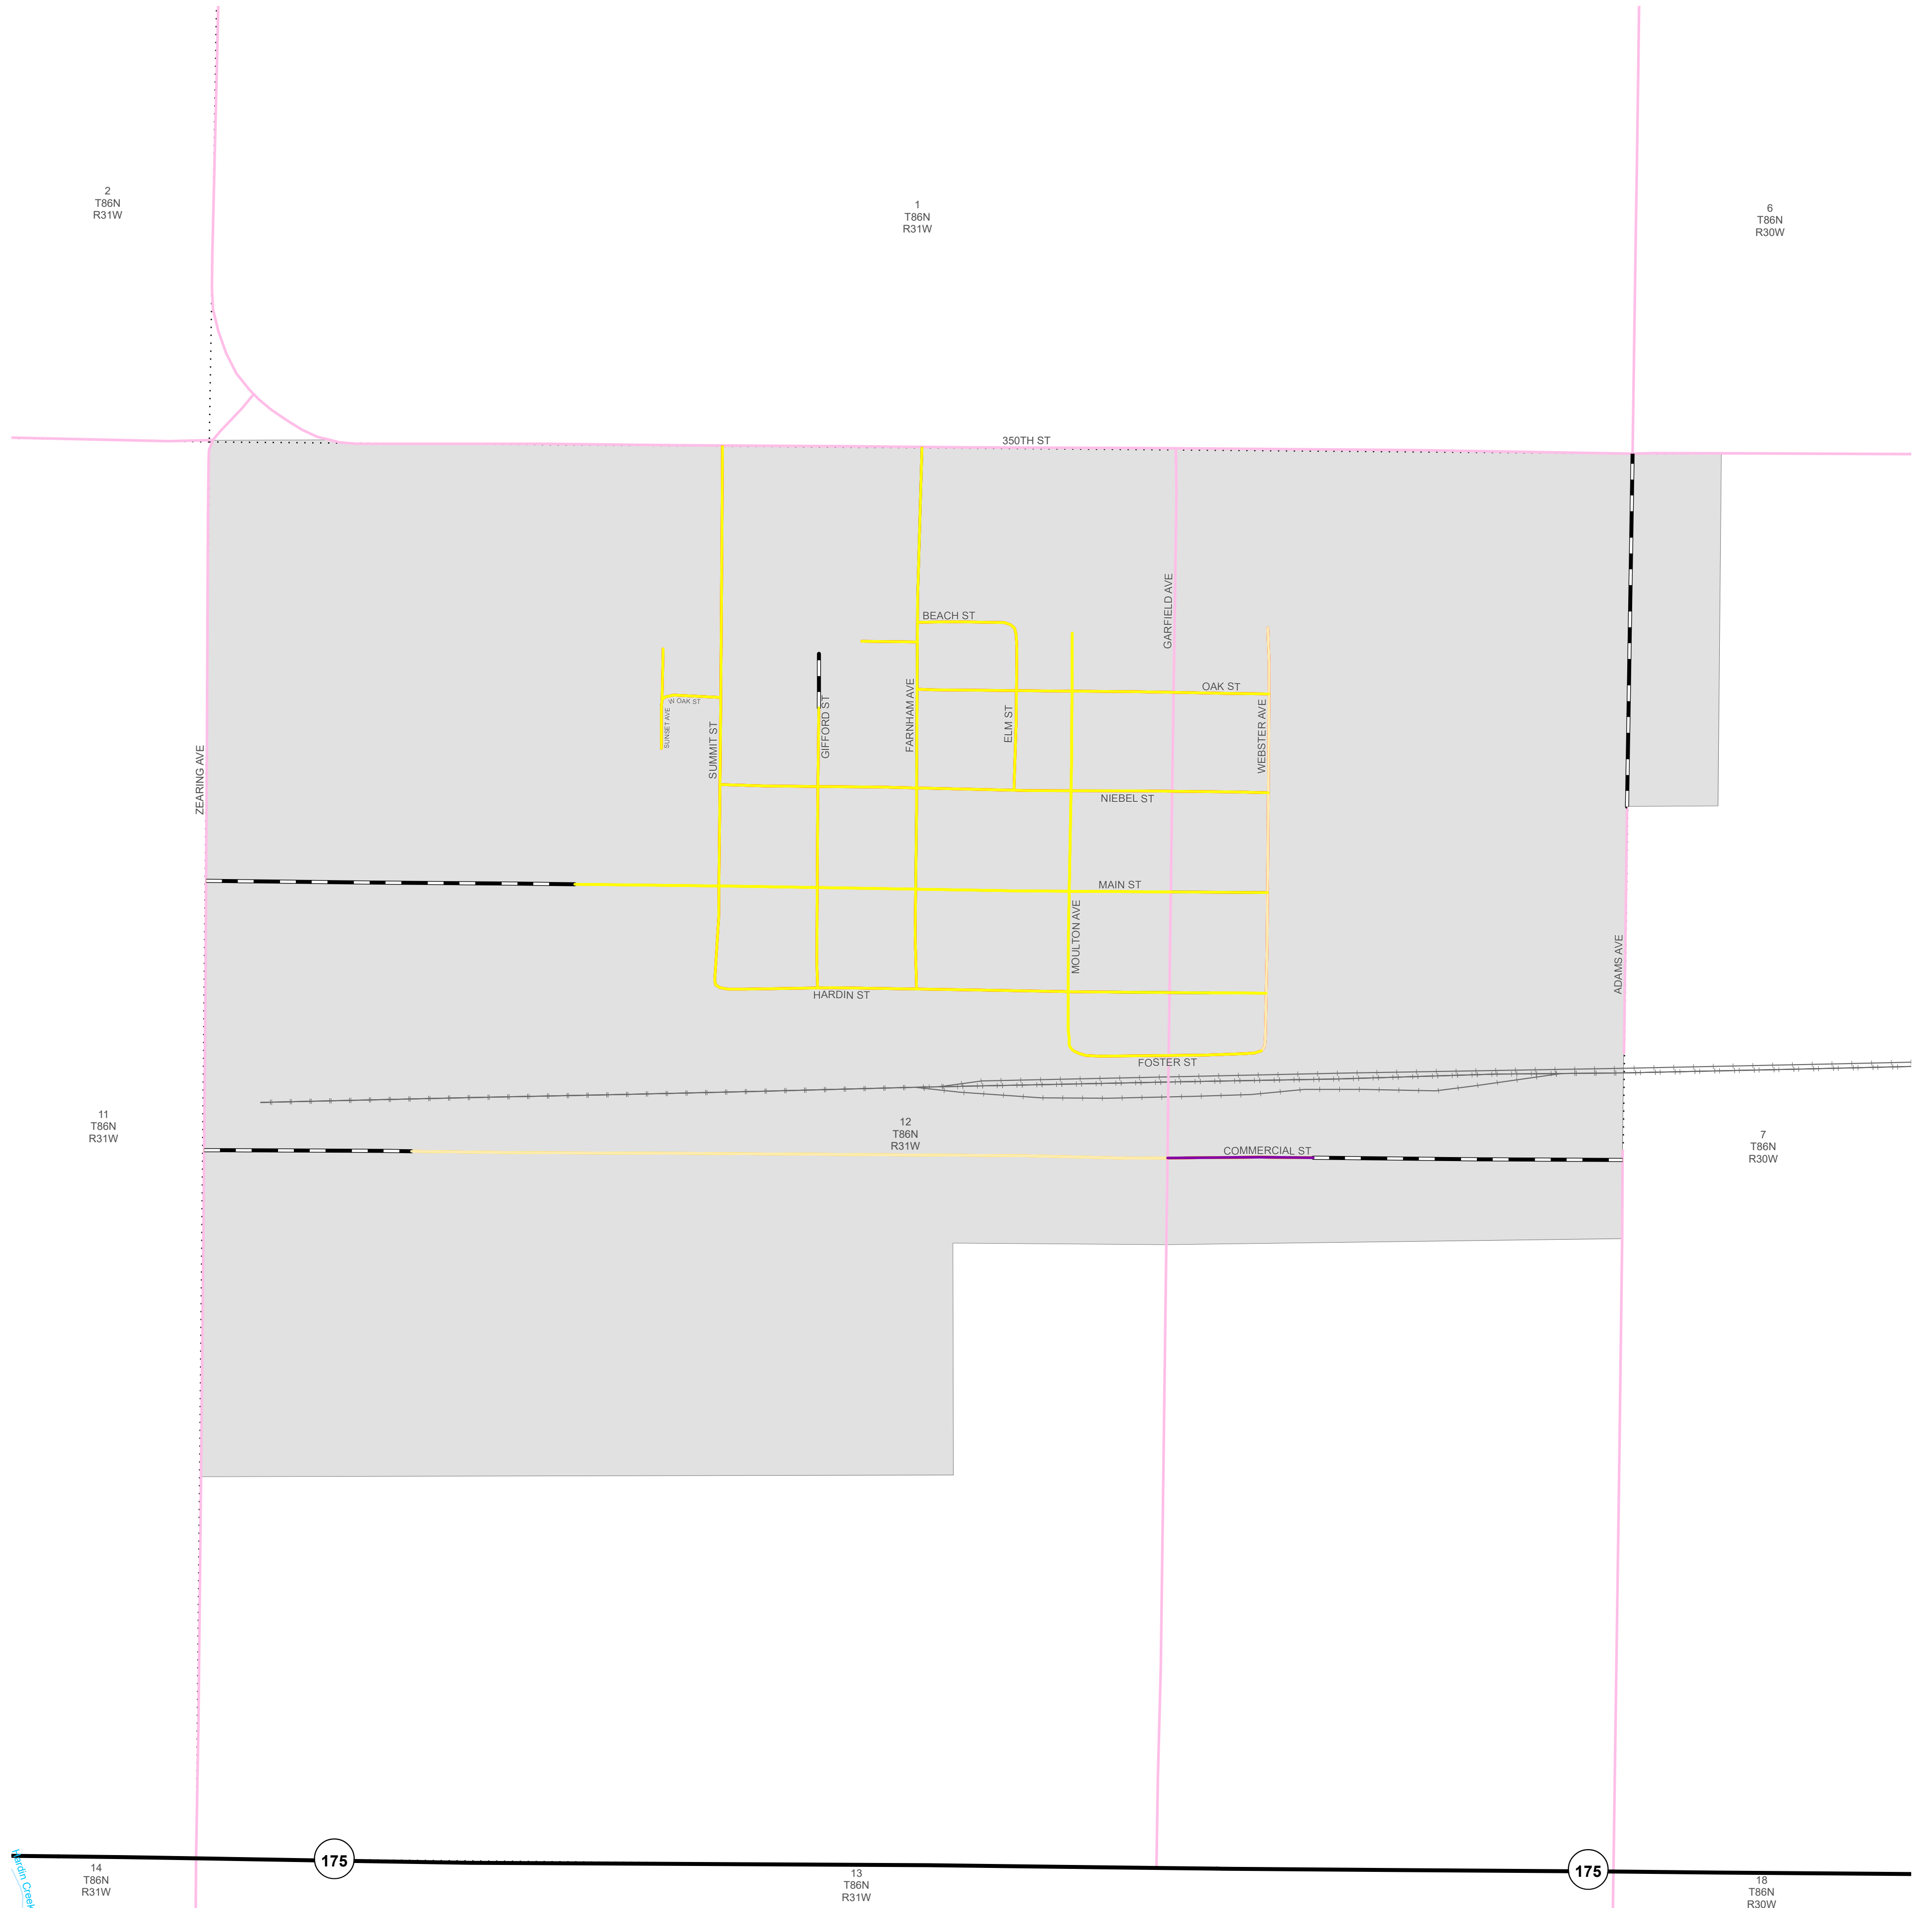 2
T86N
R31W
1
T86N
R31W
6
T86N
R30W
350TH ST
GARFIELD AVE
BEACH ST
OAK ST
W OAK ST
SUNSET AVE
SUMMIT ST
GIFFORD ST
FARNHAM AVE
ELM ST
WEBSTER AVE
ZEARING AVE
NIEBEL ST
MAIN ST
MOULTON AVE
ADAMS AVE
HARDIN ST
FOSTER ST
11
T86N
R31W
12
T86N
R31W
COMMERCIAL ST
7
T86N
R30W
175
175
Hardin Creek
14
T86N
R31W
13
T86N
R31W
18
T86N
R30W